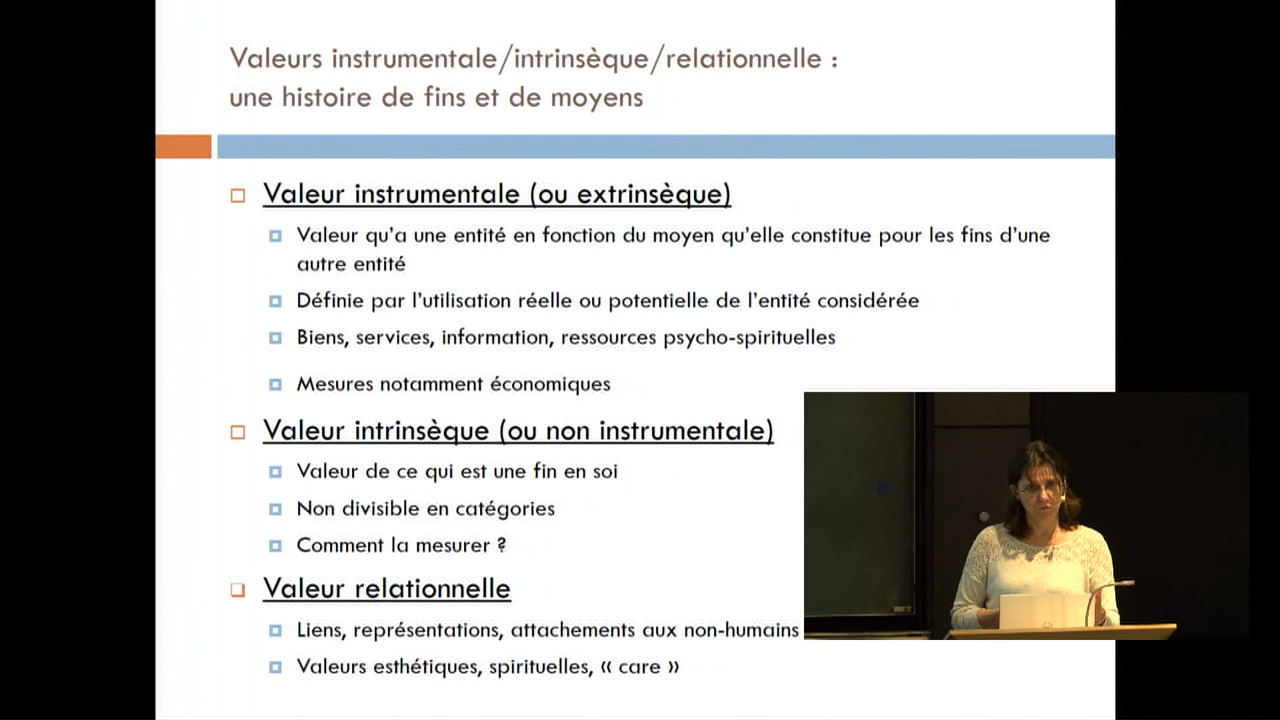 Valeurs instrumentale/intrinsèque/relationnelle :
une histoire de fins et de moyens
Valeur instrumentale (ou extrinsèque)
Valeur qu'a une entité en fonction du moyen qu'elle constitue pour les fins d'une
autre entité
Définie par l'utilisation réelle ou potentielle de l'entité considérée
Biens, services, information, ressources psycho-spirituelles
Mesures notamment économiques
Valeur intrinsèque (ou non instrumentale)
Valeur de ce qui est une fin en soi
Non divisible en catégories
Comment la mesurer ?
Valeur relationnelle
Liens, représentations, attachements aux non-humains
Valeurs esthétiques, spirituelles, « care »